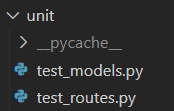 unit
__pycache__
test_models.py
test_routes.py